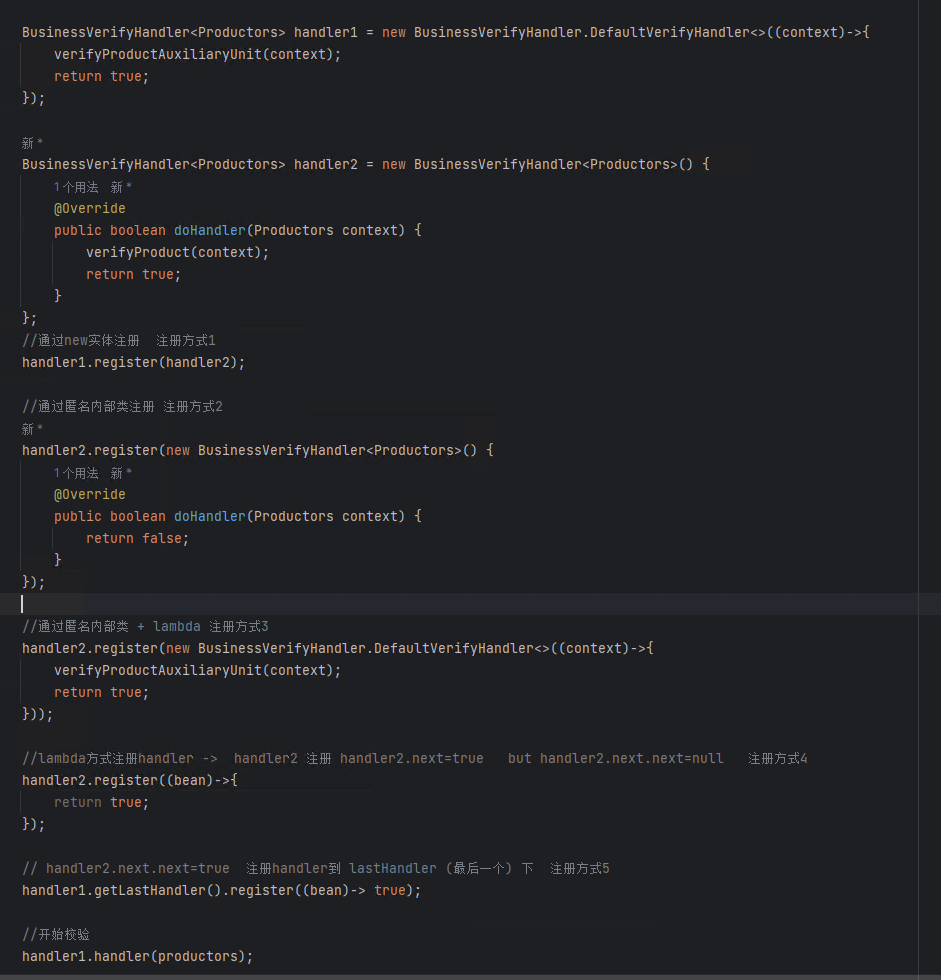 BusinessVerifyHandler<Productors> handler1 = new BusinessVerifyHandler.DefaultVerifyHandler<>((context)->{
verifyProductAuxiliaryUnit(context);
return true;
});
新 *
BusinessVerifyHandler<Productors> handler2 = new BusinessVerifyHandler<Productors>() {
1个用法 新 *
@Override
public boolean doHandler(Productors context) {
verifyProduct(context);
return true;
}
};
//通过new实体注册  注册方式1
handler1.register(handler2);
//通过匿名内部类注册 注册方式2
新 *
handler2.register(new BusinessVerifyHandler<Productors>() {
1个用法 新 *
@Override
public boolean doHandler(Productors context) {
return false;
}
});
//通过匿名内部类 + lambda 注册方式3
handler2.register(new BusinessVerifyHandler.DefaultVerifyHandler<>((context)->{
verifyProductAuxiliaryUnit(context);
return true;
}));
//lambda方式注册handler ->  handler2 注册 handler2.next=true   but handler2.next.next=null   注册方式4
handler2.register((bean)->{
return true;
});
// handler2.next.next=true  注册handler到 lastHandler (最后一个) 下  注册方式5
handler1.getLastHandler().register((bean)-> true);
//开始校验
handler1.handler(productors);